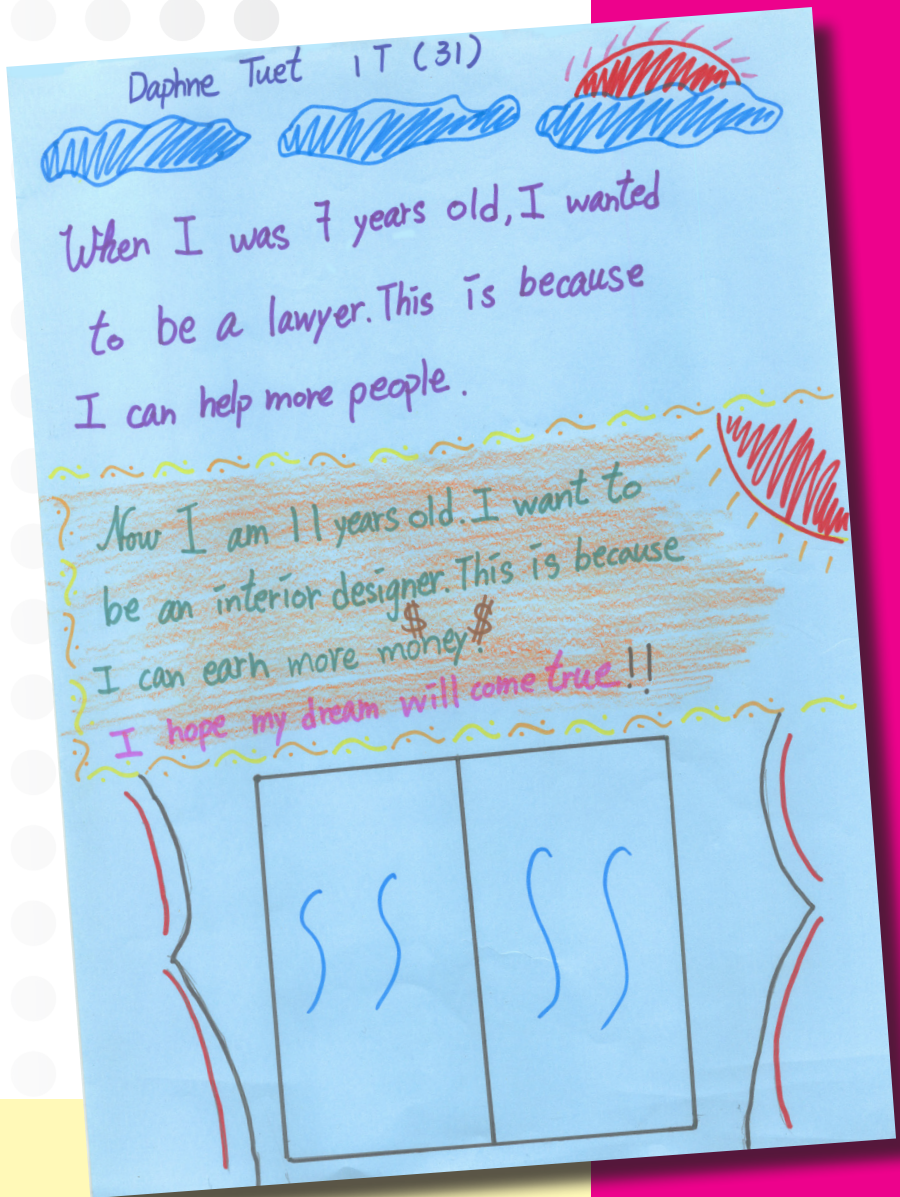 Daphne Tuet 1T (31)
When I was 7 years old, I wanted
to be a lawyer. This is because
I can help more people.
Now I am 11 years old. I want to
be an interior designer. This is because
$ $
I can earn more money.
I hope my dream will come true!!